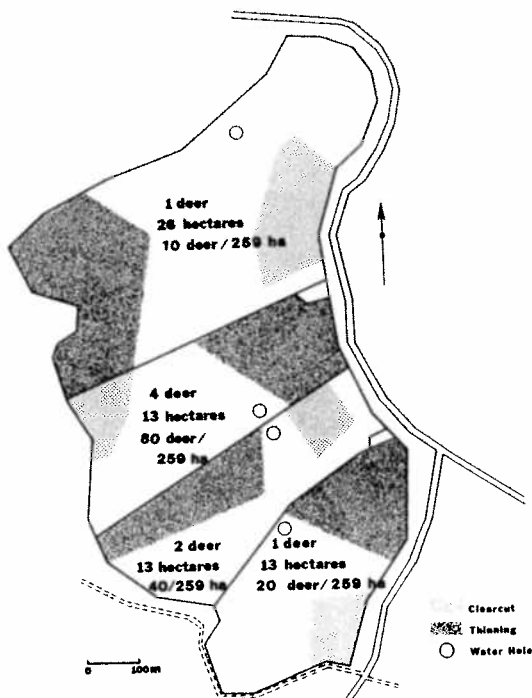 1 deer
26 hectares
10 deer/259 ha
4 deer
13 hectares
80 deer/
259 ha
2 deer
13 hectares
40/259 ha
1 deer
13 hectares
20 deer/259 ha
Clearcut
Thinning
Water Hole
0 100m